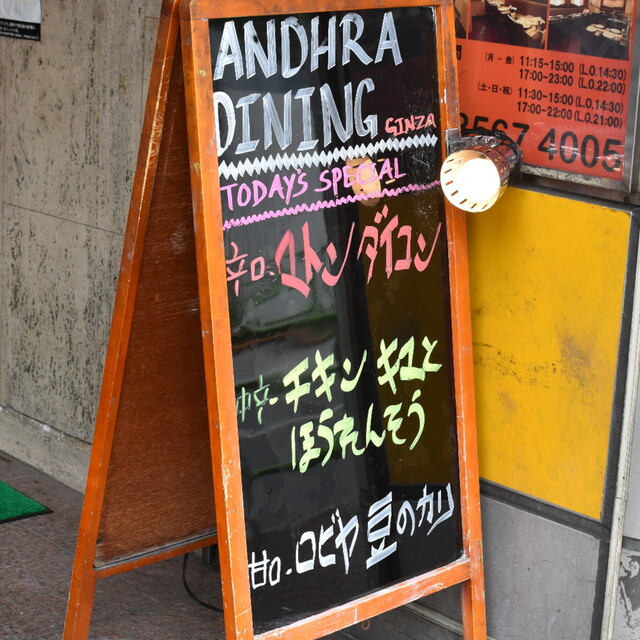 ANDHRA
DINING GINZA
TODAY'S SPECIAL
辛口. マトン ダイコン
中辛- チキン キユと
ほうれんそう
甘口. ロビヤ 豆のカリ
(月-金) 11:15-15:00 (L.O.14:30)
17:00-23:00 (L.O.22:00)
(土・日・祝) 11:30-15:00 (L.O.14:30)
17:00-22:00 (L.O.21:00)
3567 4005